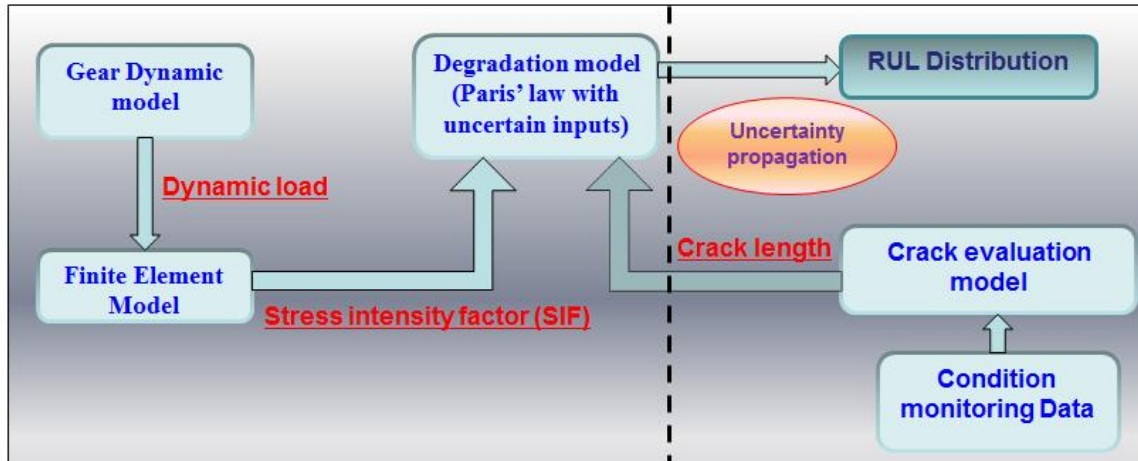 Gear Dynamic
model
Dynamic load
Finite Element
Model
Stress intensity factor (SIF)
Degradation model
(Paris’ law with
uncertain inputs)
RUL Distribution
Uncertainty
propagation
Crack length
Crack evaluation
model
Condition
monitoring Data